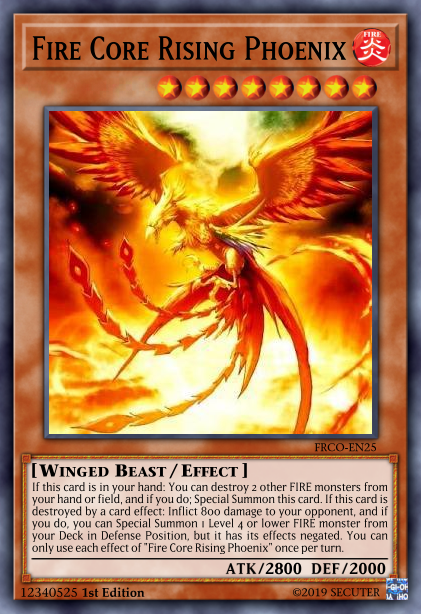 FIRE CORE RISING PHOENIX
FIRE
炎
FRCO-EN25
[WINGED BEAST / EFFECT]
If this card is in your hand: You can destroy 2 other FIRE monsters from
your hand or field, and if you do; Special Summon this card. If this card is
destroyed by a card effect: Inflict 800 damage to your opponent, and if
you do, you can Special Summon 1 Level 4 or lower FIRE monster from
your Deck in Defense Position, but it has its effects negated. You can
only use each effect of "Fire Core Rising Phoenix" once per turn.
ATK/2800 DEF/2000
12340525 1st Edition
©2019 SECUTER